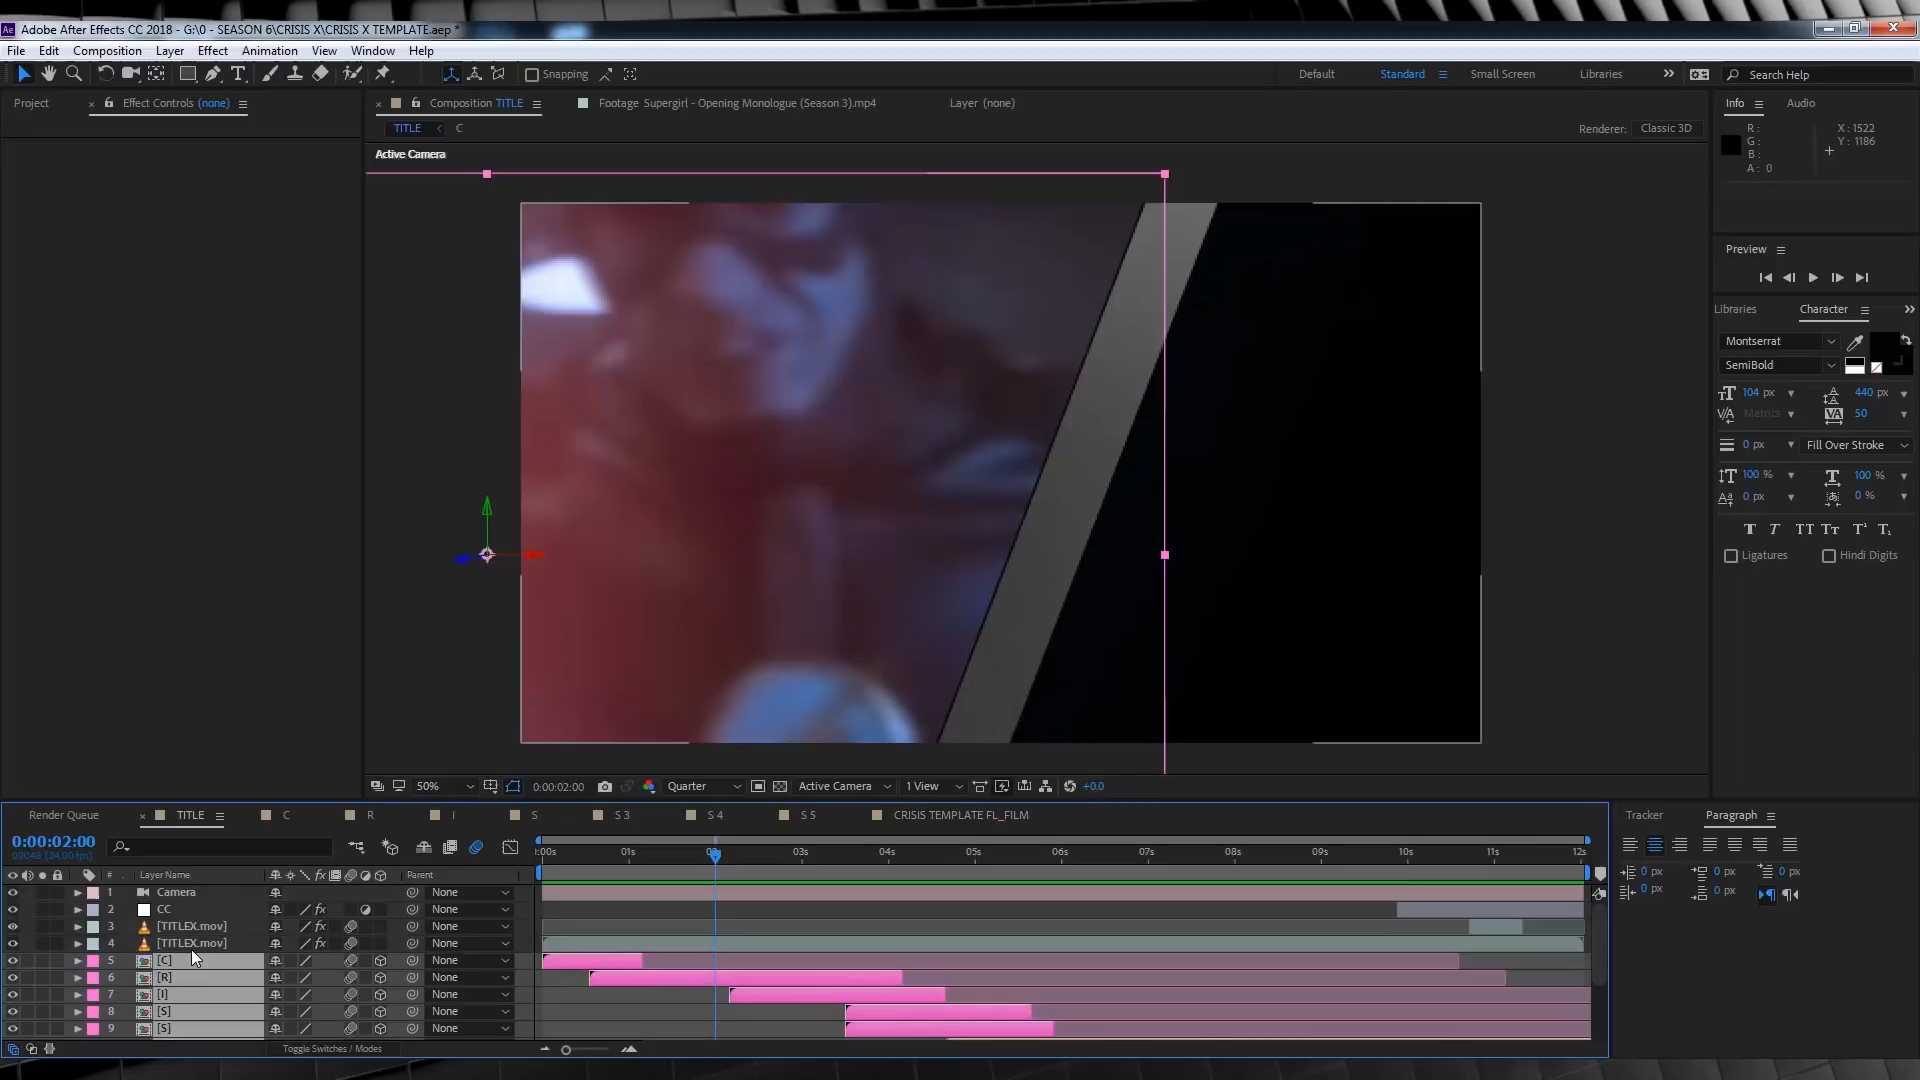 Adobe After Effects CC 2018 - G:\0 - SEASON 6\CRISIS X\CRISIS X TEMPLATE.aep *
File Edit Composition Layer Effect Animation View Window Help
Snapping Default Standard Small Screen Libraries Search Help
Project Effect Controls (none) Composition TITLE Footage Supergirl - Opening Monologue (Season 3).mp4 Layer (none) Info Audio
TITLE C Renderer: Classic 3D
R: X: 1522
G: Y: 1186
B:
A: 0
Active Camera
Preview
Libraries Character
Montserrat
SemiBold
104 px 440 px
Metrics 50
0 px Fill Over Stroke
100 % 100 %
0 px 0 %
T T TT Tt T¹ T₁
Ligatures Hindi Digits
50% 0:00:02:00 Quarter Active Camera 1 View +0.0
Render Queue TITLE C R I S S 3 S 4 S 5 CRISIS TEMPLATE FL_FILM Tracker Paragraph
0:00:02:00
00048 (24.00 fps)
:00s 01s 03s 04s 05s 06s 07s 08s 09s 10s 11s 12s
# Layer Name Parent
1 Camera None
2 CC None
3 [TITLEX.mov] None
4 [TITLEX.mov] None
5 [C] None
6 [R] None
7 [I] None
8 [S] None
9 [S] None
0 px 0 px 0 px
0 px 0 px
Toggle Switches / Modes